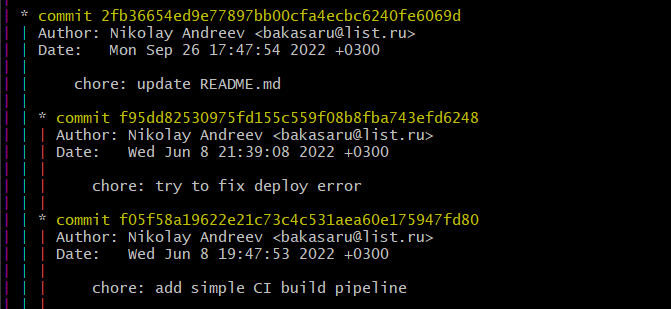 * commit 2fb36654ed9e77897bb00cfa4ecbc6240fe6069d
Author: Nikolay Andreev <bakasaru@list.ru>
Date:   Mon Sep 26 17:47:54 2022 +0300
chore: update README.md
* commit f95dd82530975fd155c559f08b8fba743efd6248
Author: Nikolay Andreev <bakasaru@list.ru>
Date:   Wed Jun 8 21:39:08 2022 +0300
chore: try to fix deploy error
* commit f05f58a19622e21c73c4c531aea60e175947fd80
Author: Nikolay Andreev <bakasaru@list.ru>
Date:   Wed Jun 8 19:47:53 2022 +0300
chore: add simple CI build pipeline